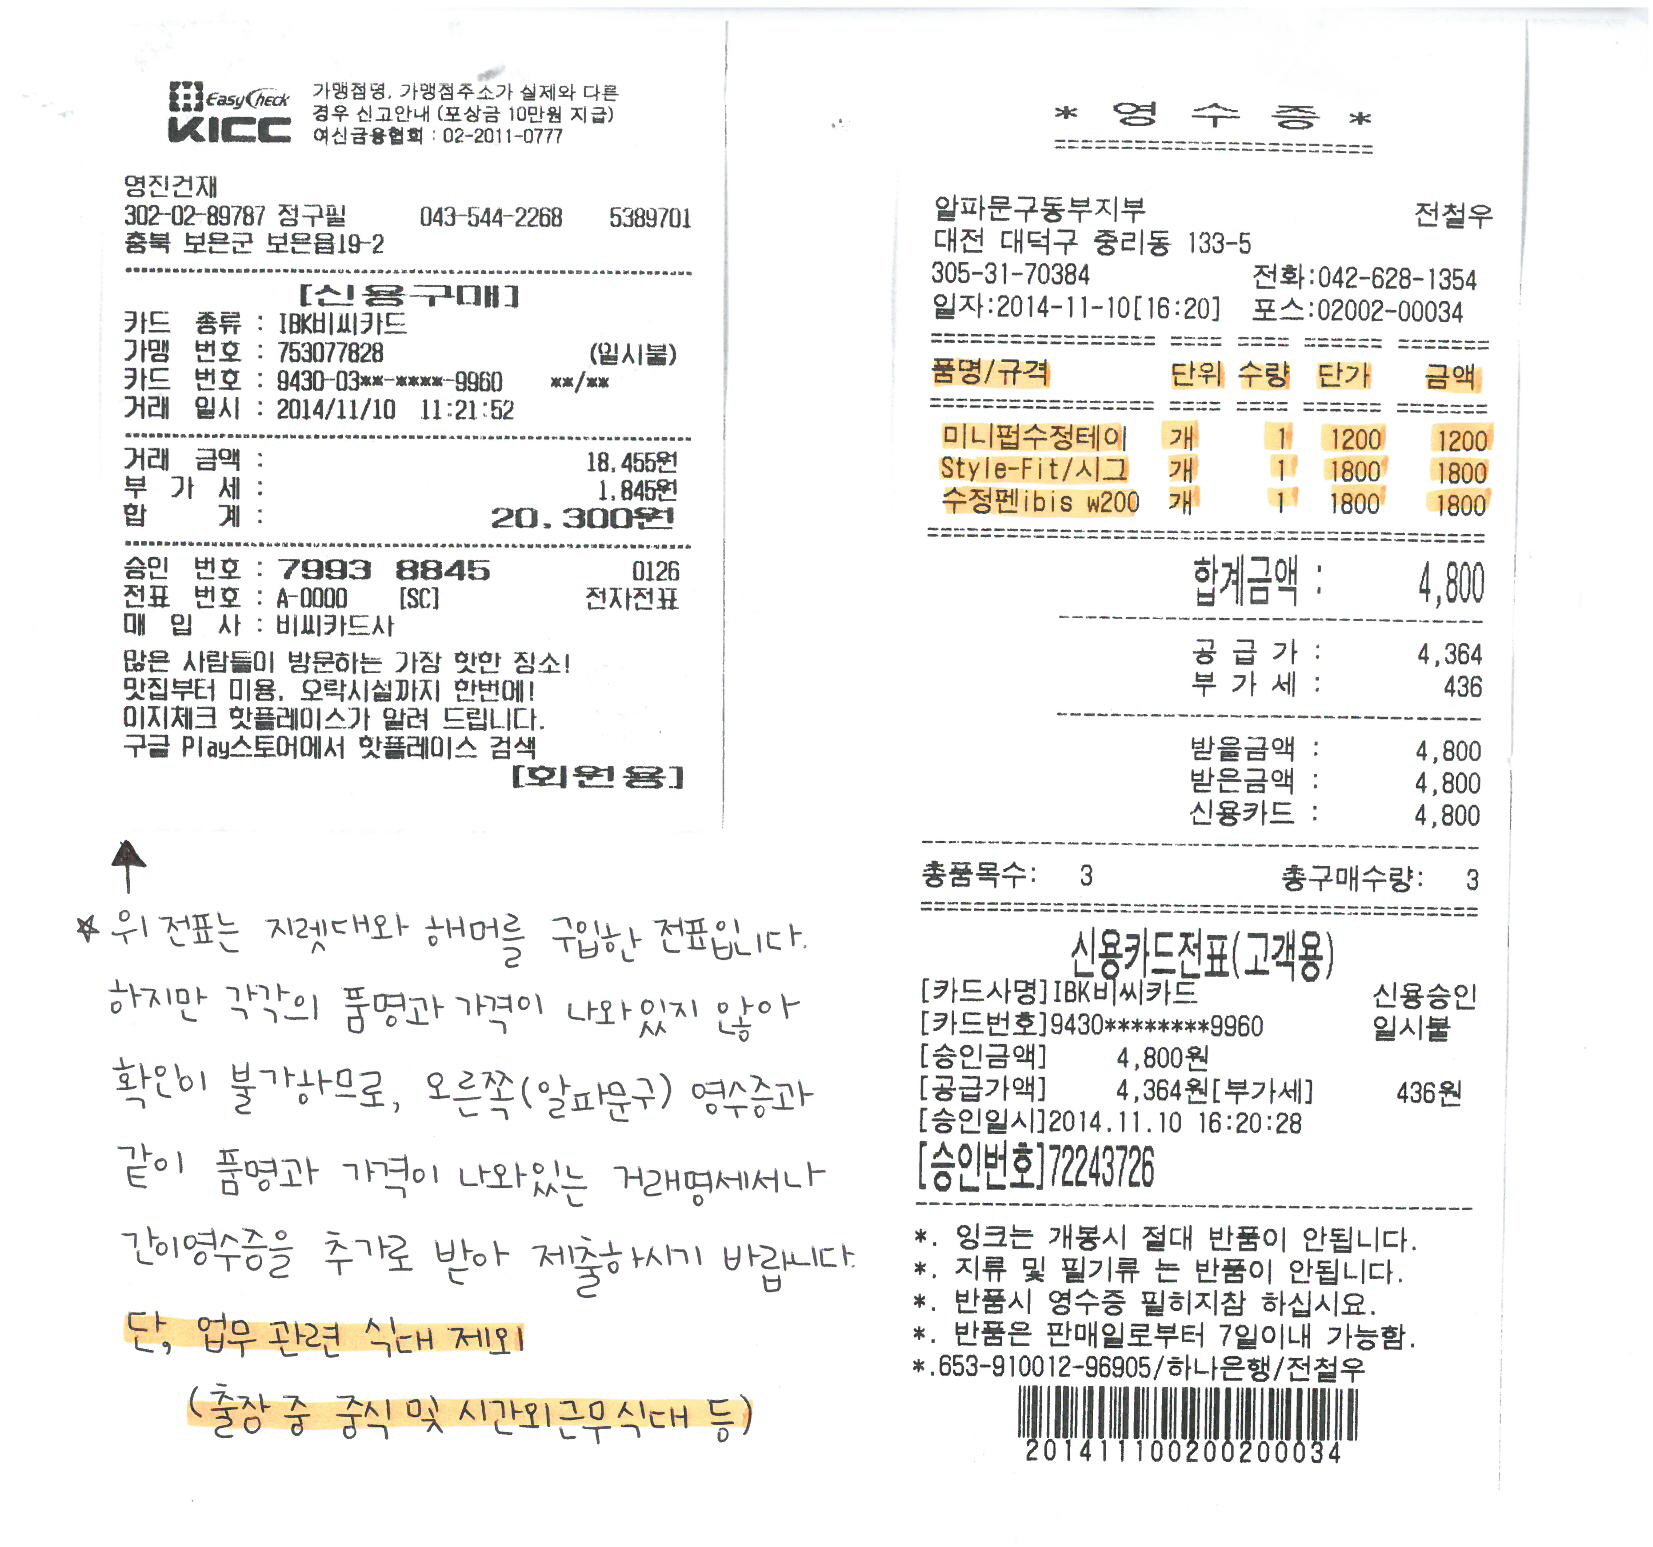 EasyCheck
KICC
가맹점명, 가맹점주소가 실제와 다른
경우 신고안내 (포상금 10만원 지급)
여신금융협회 : 02-2011-0777
영진건재
302-02-89787 정구필 043-544-2268 5389701
충북 보은군 보은읍19-2
[신용구매]
카드 종류 : IBK비씨카드
가맹 번호 : 753077828 (일시불)
카드 번호 : 9430-03**-****-9960 **/**
거래 일시 : 2014/11/10 11:21:52
거래 금액 : 18,455원
부 가 세 : 1,845원
합 계 : 20,300원
승인 번호 : 7993 8845 0126
전표 번호 : A-0000 [SC] 전자전표
매 입 사 : 비씨카드사
많은 사람들이 방문하는 가장 핫한 장소!
맛집부터 미용, 오락시설까지 한번에!
이지체크 핫플레이스가 알려 드립니다.
구글 Play스토어에서 핫플레이스 검색
[회원용]
☆ 위 전표는 지렛대와 해머를 구입한 전표입니다.
하지만 각각의 품명과 가격이 나와있지 않아
확인이 불가하므로, 오른쪽(알파문구) 영수증과
같이 품명과 가격이 나와있는 거래명세서나
간이영수증을 추가로 받아 제출하시기 바랍니다.
단, 업무 관련 식대 제외
(출장 중 중식 및 시간외근무식대 등)
* 영 수 증 *
알파문구동부지부 전철우
대전 대덕구 중리동 133-5
305-31-70384 전화:042-628-1354
일자:2014-11-10[16:20] 포스:02002-00034
품명/규격 단위 수량 단가 금액
미니펌수정테이 개 1 1200 1200
Style-Fit/시그 개 1 1800 1800
수정펜ibis w200 개 1 1800 1800
합계금액 : 4,800
공 급 가 : 4,364
부 가 세 : 436
받을금액 : 4,800
받은금액 : 4,800
신용카드 : 4,800
총품목수: 3 총구매수량: 3
신용카드전표(고객용)
[카드사명]IBK비씨카드 신용승인
[카드번호]9430********9960 일시불
[승인금액] 4,800원
[공급가액] 4,364원[부가세] 436원
[승인일시]2014.11.10 16:20:28
[승인번호]72243726
*. 잉크는 개봉시 절대 반품이 안됩니다.
*. 지류 및 필기류 는 반품이 안됩니다.
*. 반품시 영수증 필히지참 하십시요.
*. 반품은 판매일로부터 7일이내 가능함.
*.653-910012-96905/하나은행/전철우
201411100200200034